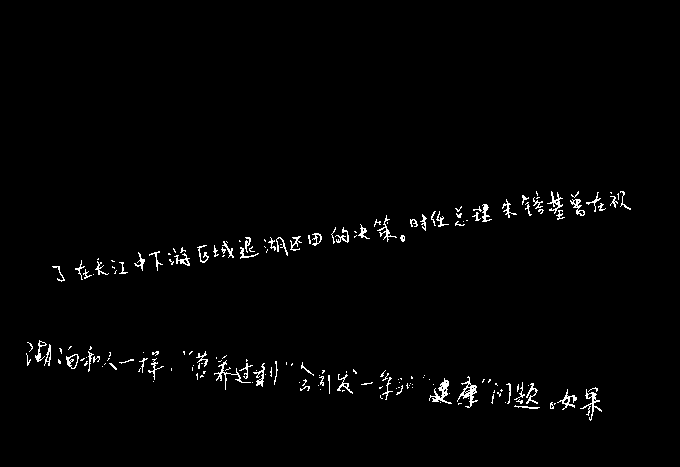 了在长江中下游区域退湖还田的决策。时任总理朱镕基曾在视
湖泊和人一样，“营养过剩”会引发一系列“健康”问题。如果